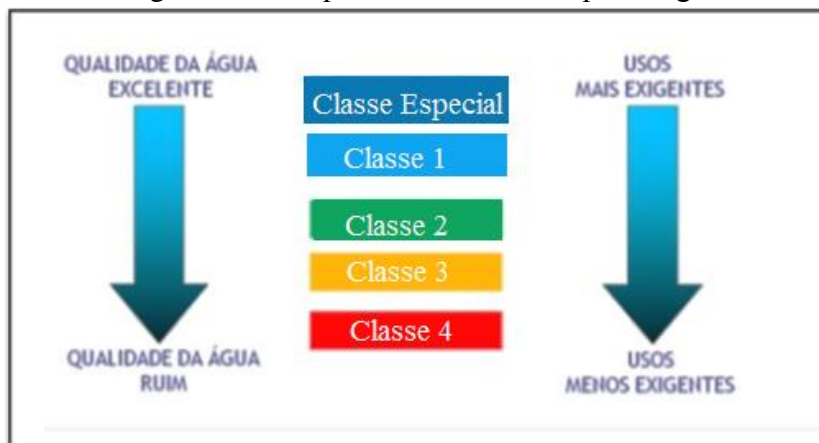 QUALIDADE DA ÁGUA
EXCELENTE
USOS
MAIS EXIGENTES
Classe Especial
Classe 1
Classe 2
Classe 3
Classe 4
QUALIDADE DA ÁGUA
RUIM
USOS
MENOS EXIGENTES